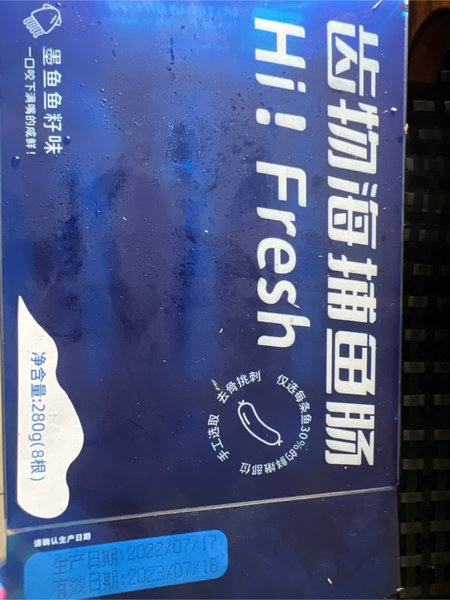 齿物海捕鱼肠
Hi! Fresh
墨鱼鱼籽味
一口咬下满嘴的咸鲜!
仅选每条鱼30%的鲜嫩部位
手工选取
去骨挑刺
净含量:280g(8根)
请确认生产日期
生产日期:2022/07/17
有效日期:2023/07/16